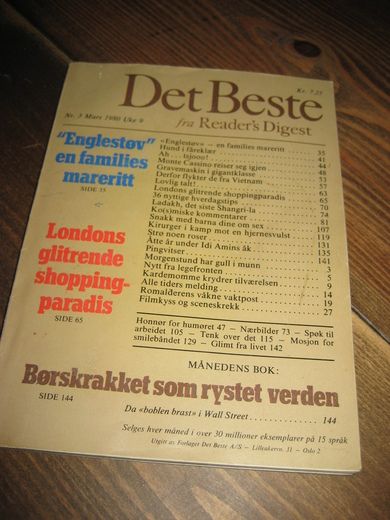 Kr. 7,25
Det Beste
Nr. 3 Mars 1980 Uke 9
fra Reader's Digest
"Englestøv"
en families
mareritt
SIDE 35
Londons
glitrende
shopping-
paradis
SIDE 65
«Englestøv» — en families mareritt 35
Hund i fåreklær 41
Ah . . . tsjooo! 44
Monte Cassino reiser seg igjen 48
Gravemaskin i gigantklasse 53
Derfor flykter de fra Vietnam 57
Lovlig talt! 63
Londons glitrende shoppingparadis 65
36 nyttige hverdagstips 70
Ladakh, det siste Shangri-la 74
Ko(s)miske kommentarer 81
Snakk med barna dine om sex 107
Kirurger i kamp mot en hjernesvulst 119
Strø noen roser 131
Åtte år under Idi Amins åk 135
Pingvitser 141
Morgenstund har gull i munn 3
Nytt fra legefronten 5
Kardemomme krydrer tilværelsen 9
Alle tiders melding 14
Romalderens våkne vaktpost 19
Filmkyss og sceneskrekk 27
Honnør for humøret 47 — Nærbilder 73 — Spøk til
arbeidet 105 — Tenk over det 115 — Mosjon for
smilebåndet 129 — Glimt fra livet 142
MÅNEDENS BOK:
Børskrakket som rystet verden
SIDE 144
Da «boblen brast» i Wall Street . . . . . . . . . . . . . 144
Selges hver måned i over 30 millioner eksemplarer på 15 språk
Utgitt av Forlaget Det Beste A/S — Lilleakervn. 31 — Oslo 2